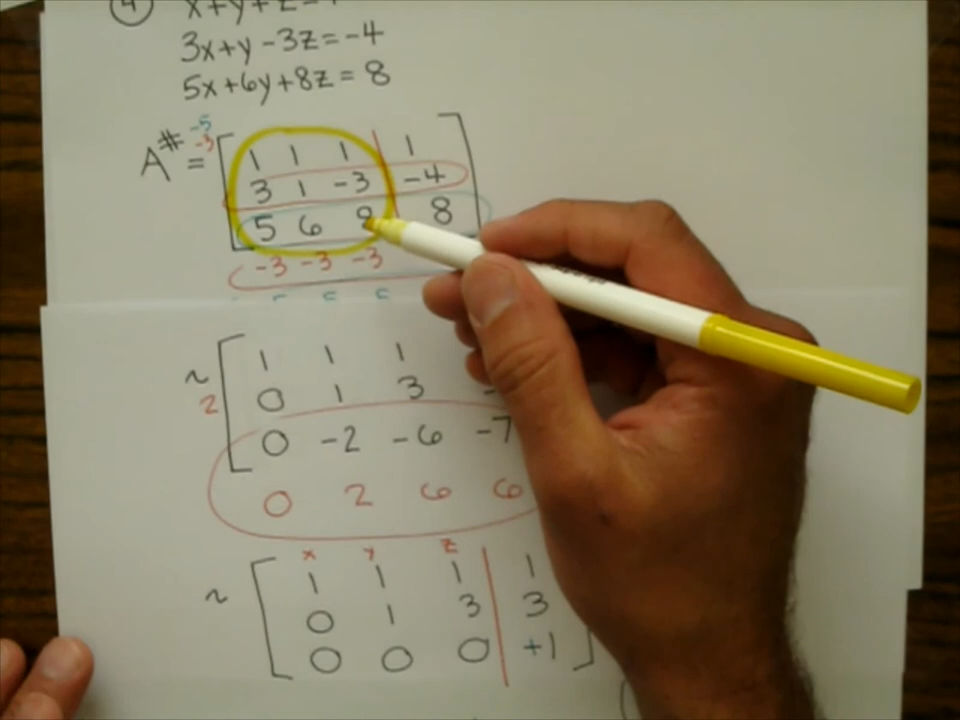 4 x+y+z=1
3x+y-3z=-4
5x+6y+8z=8
-5
-3
A# = [ 1 1 1 | 1
3 1 -3 | -4
5 6 8 | 8 ]
-3 -3 -3
~ [ 1 1 1
2 0 1 3 -
0 -2 -6 -7
0 2 6 6
x y z
~ [ 1 1 1 | 1
0 1 3 | 3
0 0 0 | +1 ]